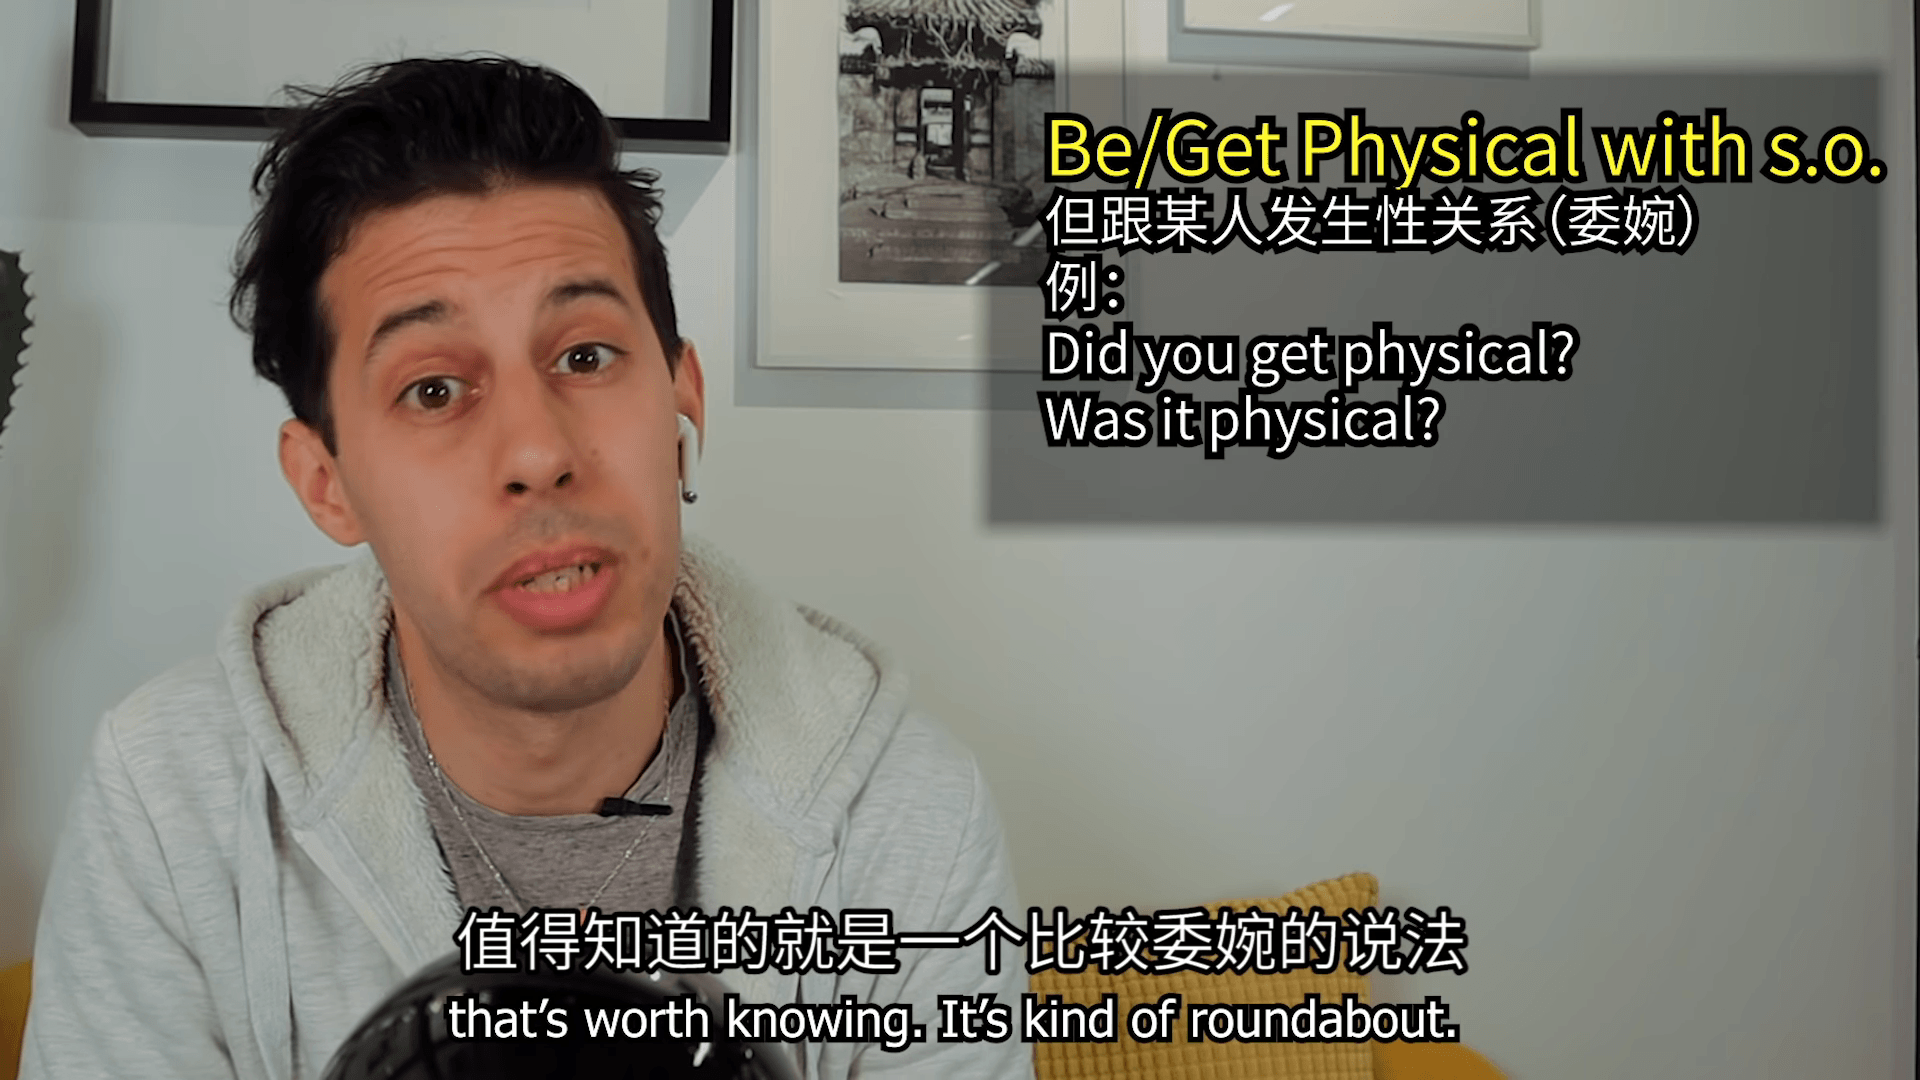 Be/Get Physical with s.o.
但跟某人发生性关系（委婉）
例：
Did you get physical?
Was it physical?
值得知道的就是一个比较委婉的说法
that’s worth knowing. It’s kind of roundabout.